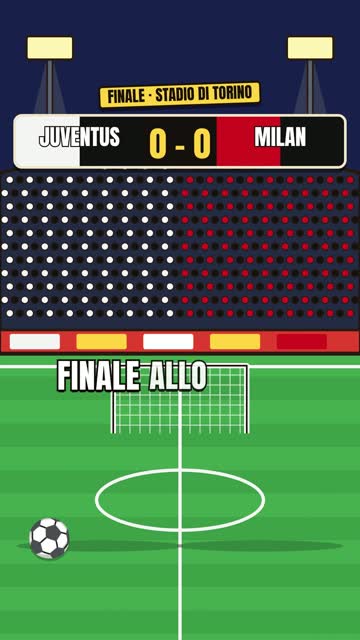 FINALE - STADIO DI TORINO
JUVENTUS 0 - 0 MILAN
FINALE ALLO